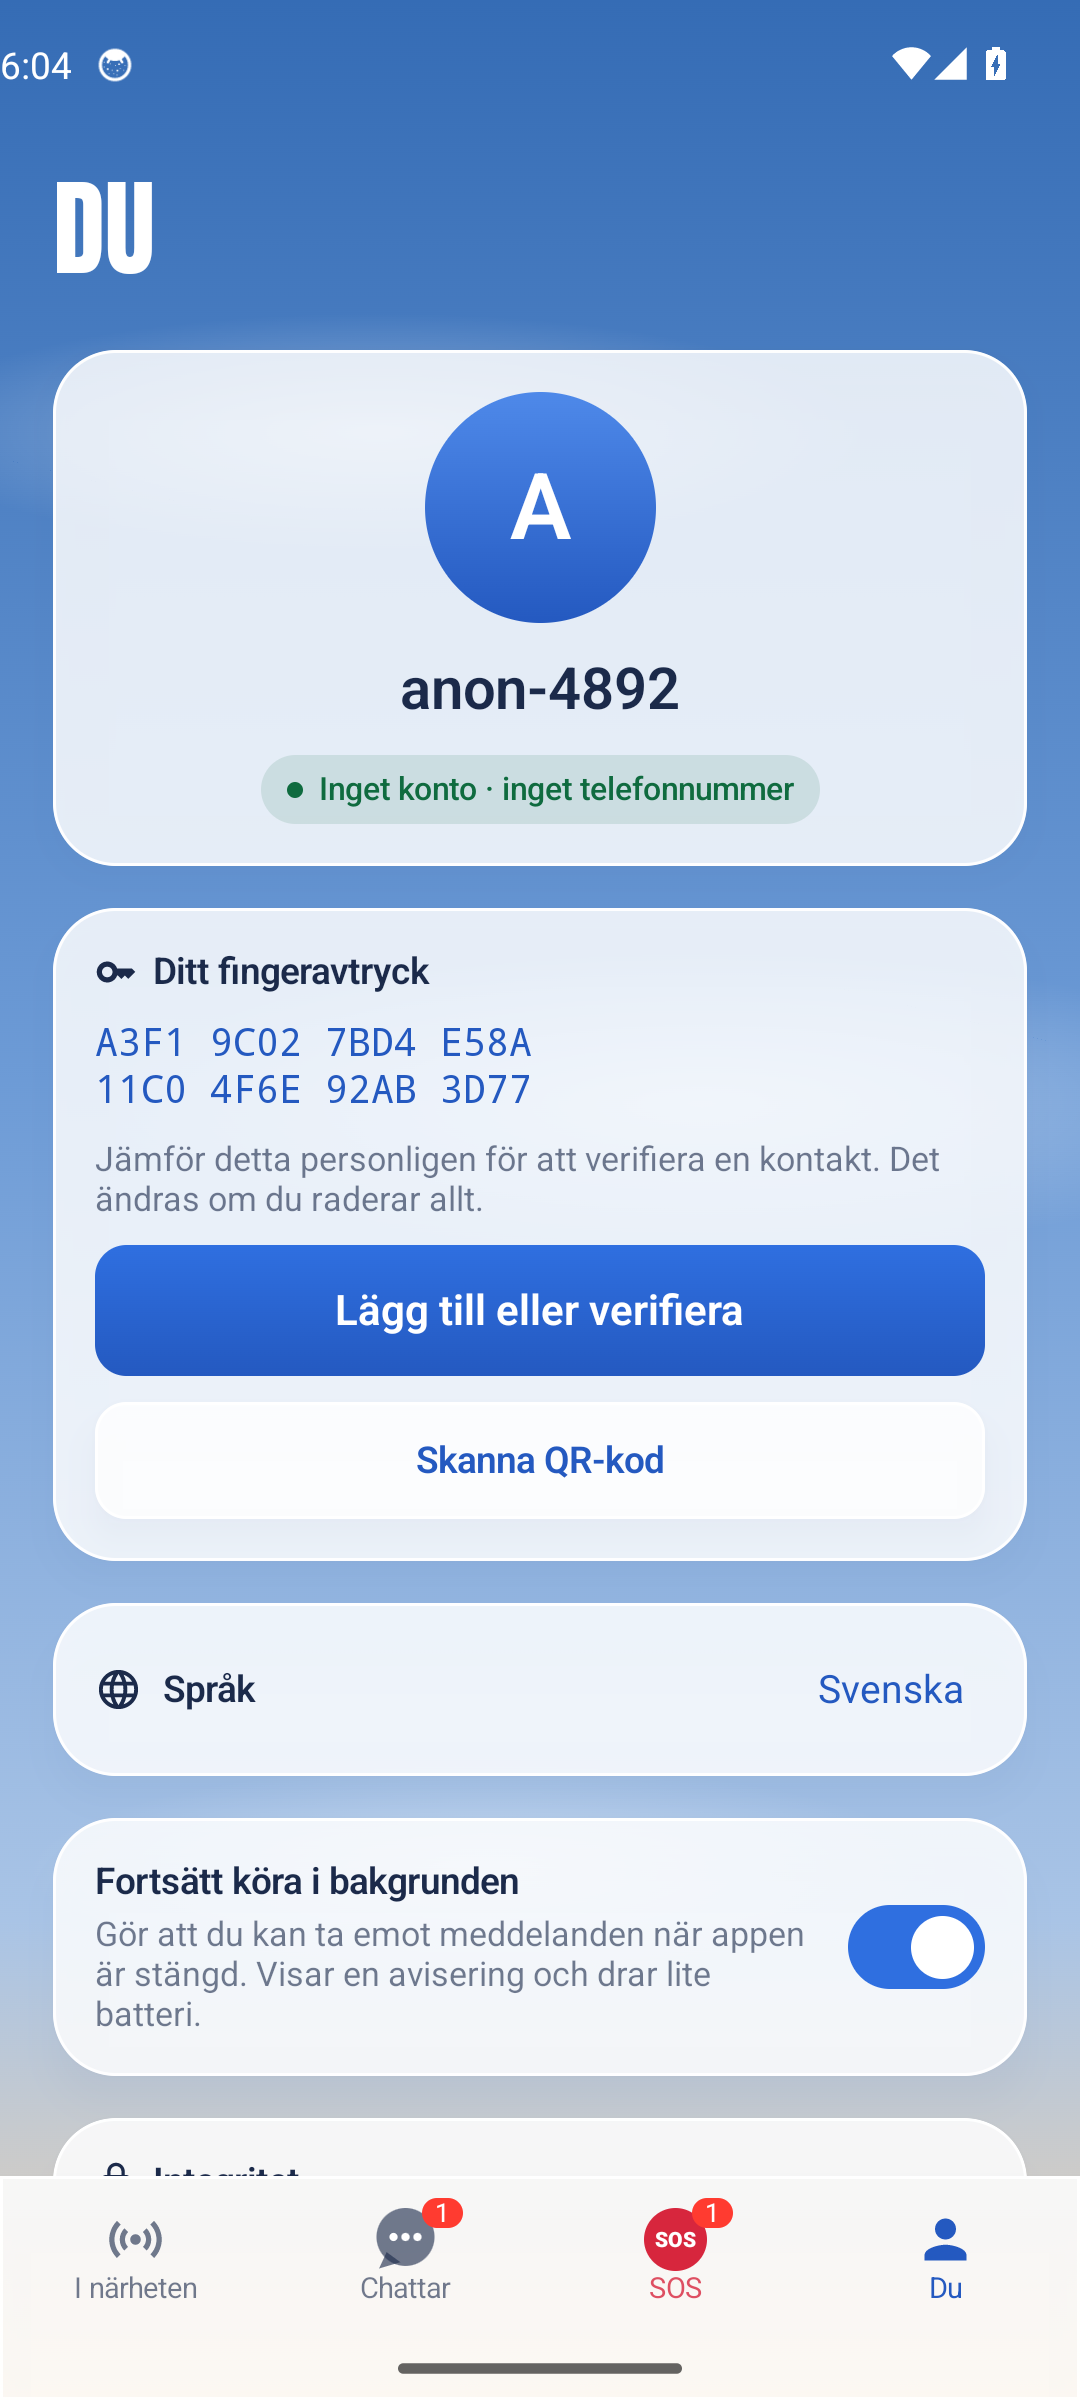 6:04
DU
A
anon-4892
Inget konto · inget telefonnummer
Ditt fingeravtryck
A3F1 9C02 7BD4 E58A
11C0 4F6E 92AB 3D77
Jämför detta personligen för att verifiera en kontakt. Det
ändras om du raderar allt.
Lägg till eller verifiera
Skanna QR-kod
Språk
Svenska
Fortsätt köra i bakgrunden
Gör att du kan ta emot meddelanden när appen
är stängd. Visar en avisering och drar lite
batteri.
Integritet
1
SOS
1
I närheten
Chattar
SOS
Du